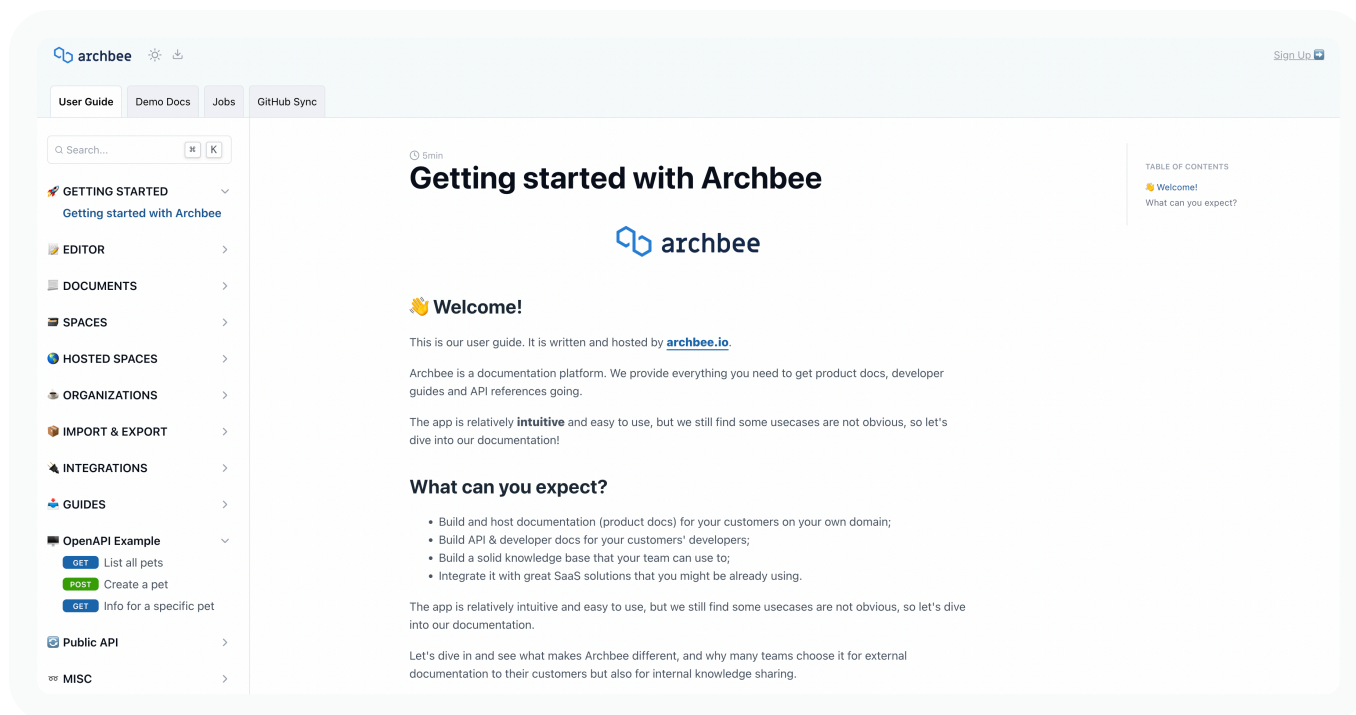 archbee
Sign Up
User Guide
Demo Docs
Jobs
GitHub Sync
Search...
⌘ K
GETTING STARTED
Getting started with Archbee
EDITOR
DOCUMENTS
SPACES
HOSTED SPACES
ORGANIZATIONS
IMPORT & EXPORT
INTEGRATIONS
GUIDES
OpenAPI Example
GET List all pets
POST Create a pet
GET Info for a specific pet
Public API
MISC
5min
Getting started with Archbee
archbee
👋 Welcome!
This is our user guide. It is written and hosted by archbee.io.
Archbee is a documentation platform. We provide everything you need to get product docs, developer
guides and API references going.
The app is relatively intuitive and easy to use, but we still find some usecases are not obvious, so let's
dive into our documentation!
What can you expect?
• Build and host documentation (product docs) for your customers on your own domain;
• Build API & developer docs for your customers' developers;
• Build a solid knowledge base that your team can use to;
• Integrate it with great SaaS solutions that you might be already using.
The app is relatively intuitive and easy to use, but we still find some usecases are not obvious, so let's dive
into our documentation.
Let's dive in and see what makes Archbee different, and why many teams choose it for external
documentation to their customers but also for internal knowledge sharing.
TABLE OF CONTENTS
👋 Welcome!
What can you expect?